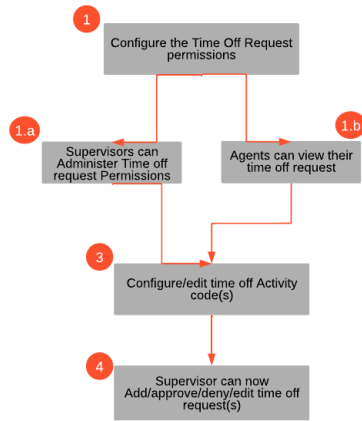 1
Configure the Time Off Request
permissions
1.a
1.b
Supervisors can
Administer Time off
request Permissions
Agents can view their
time off request
3
Configure/edit time off Activity
code(s)
4
Supervisor can now
Add/approve/deny/edit time off
request(s)